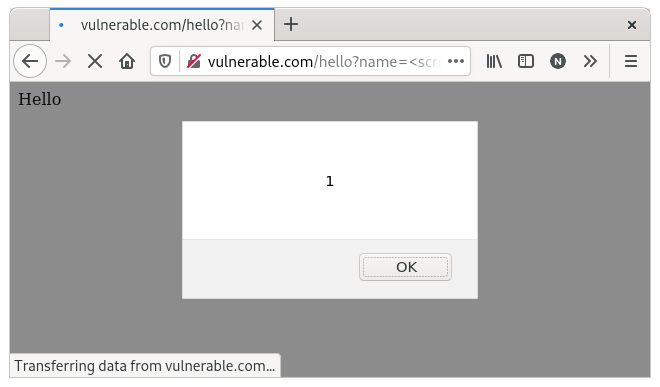 vulnerable.com/hello?nar
vulnerable.com/hello?name=<scr
N
Hello
1
OK
Transferring data from vulnerable.com...